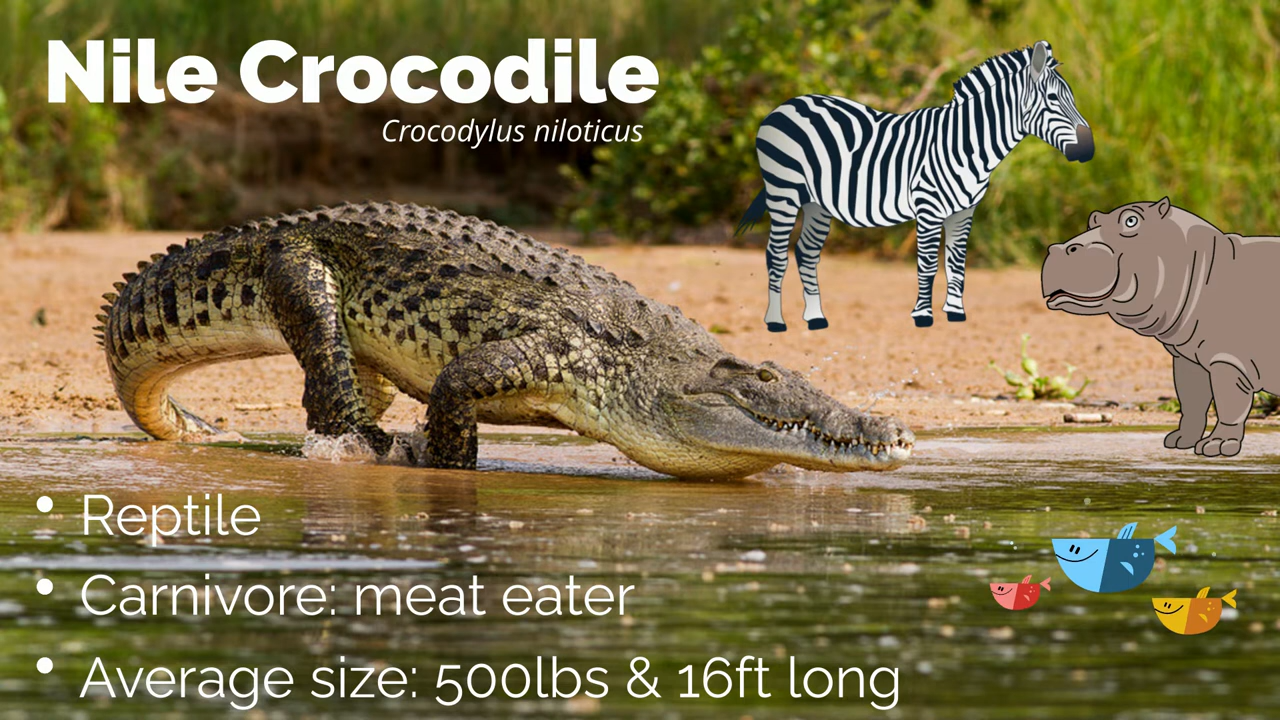 Nile Crocodile
Crocodylus niloticus
• Reptile
• Carnivore: meat eater
• Average size: 500lbs & 16ft long